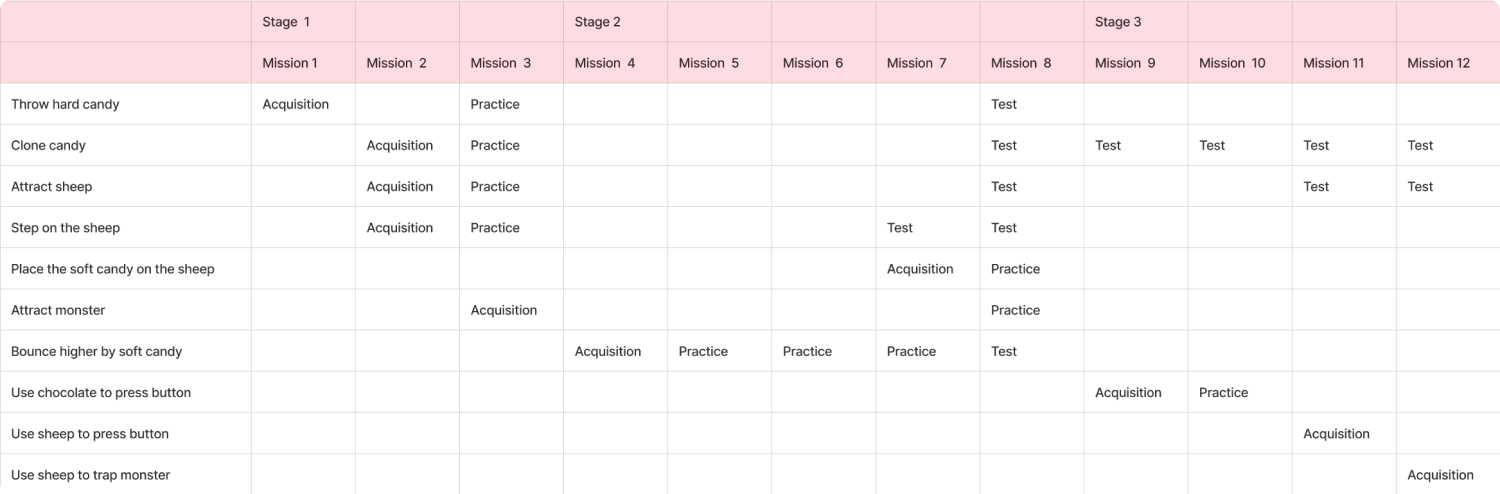 Stage 1 Stage 2 Stage 3
Mission 1 Mission 2 Mission 3 Mission 4 Mission 5 Mission 6 Mission 7 Mission 8 Mission 9 Mission 10 Mission 11 Mission 12
Throw hard candy Acquisition Practice Test
Clone candy Acquisition Practice Test Test Test Test Test
Attract sheep Acquisition Practice Test Test Test
Step on the sheep Acquisition Practice Test Test
Place the soft candy on the sheep Acquisition Practice
Attract monster Acquisition Practice
Bounce higher by soft candy Acquisition Practice Practice Practice Test
Use chocolate to press button Acquisition Practice
Use sheep to press button Acquisition
Use sheep to trap monster Acquisition